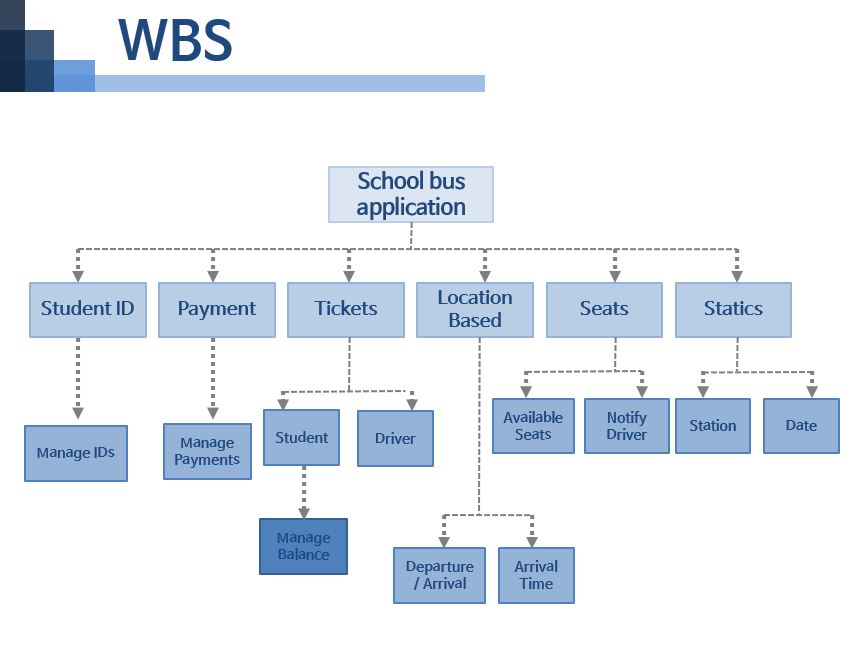 WBS
School bus
application
Student ID
Payment
Tickets
Location
Based
Seats
Statics
Manage IDs
Manage
Payments
Student
Driver
Available
Seats
Notify
Driver
Station
Date
Manage
Balance
Departure
/ Arrival
Arrival
Time